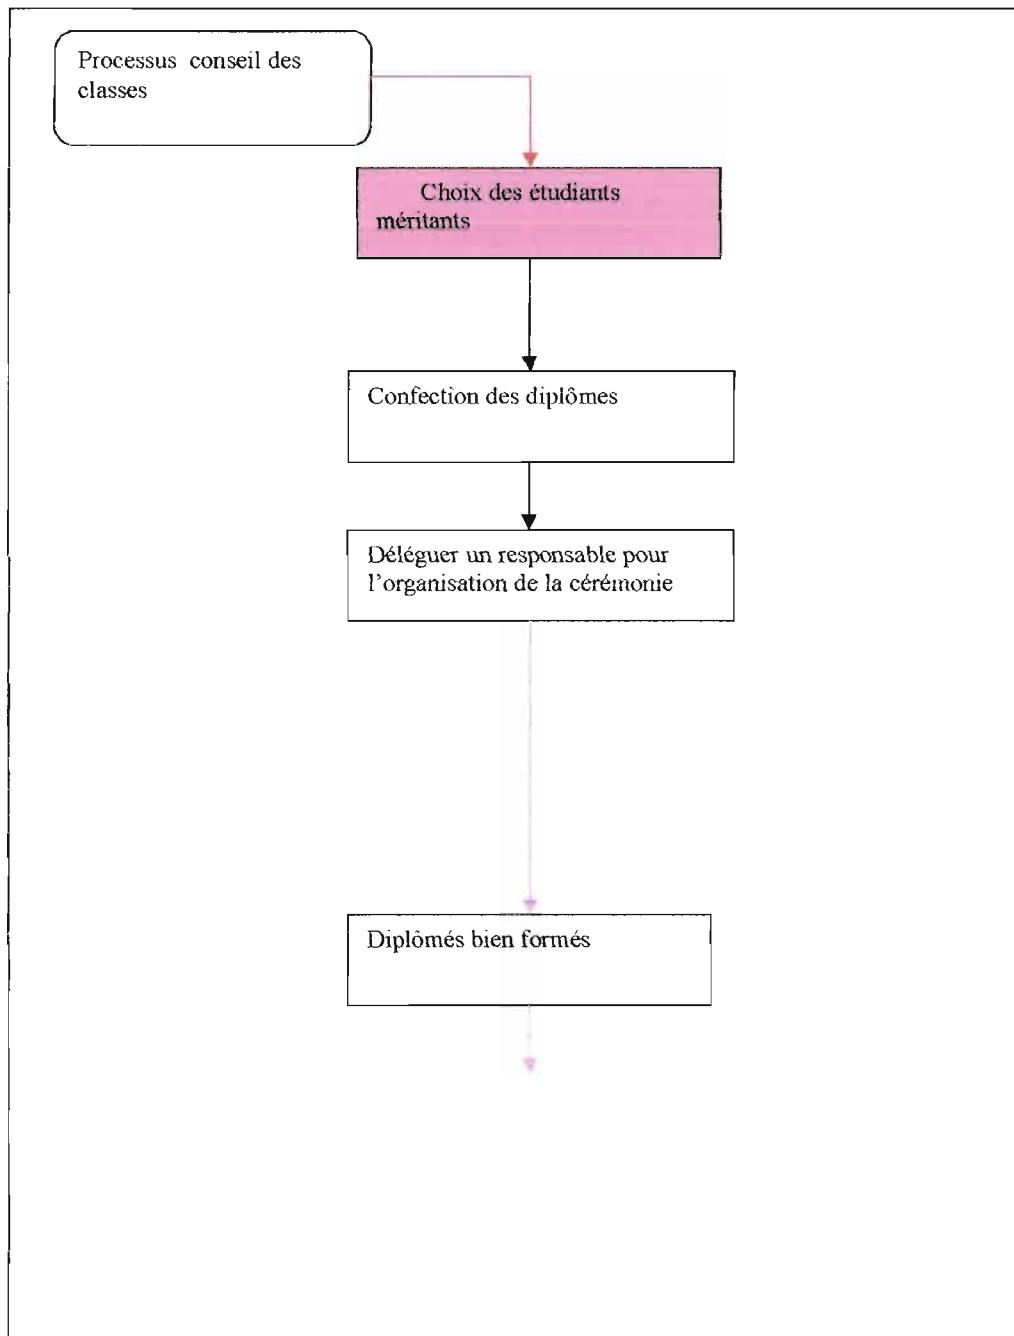 Processus conseil des
classes
Choix des étudiants
méritants
Confection des diplômes
Déléguer un responsable pour
l'organisation de la cérémonie
Diplômés bien formés